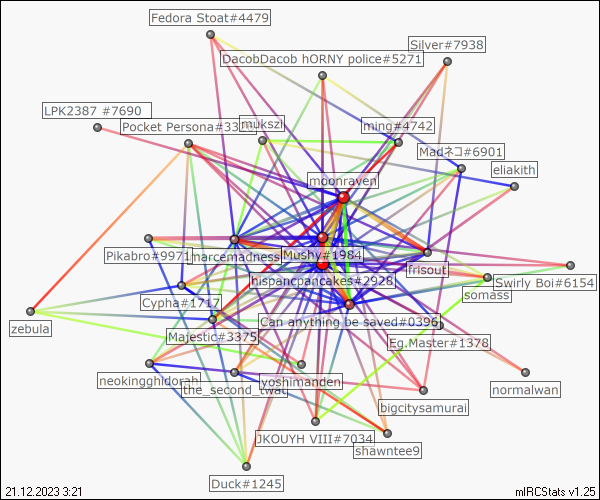 Fedora Stoat#4479
Silver#7938
DacobDacob hORNY police#5271
LPK2387 #7690
Pocket Persona#33
mukszi
ming#4742
Madネコ#6901
eliakith
moonraven
Pikabro#9971
marcemadness
Mushy#1984
frisout
hispancpancakes#2928
Swirly Boi#6154
somass
Cypha#1717
zebula
Can anything be saved#0396
Majestic#3375
Eg.Master#1378
neokingghidorah
yoshimanden
the_second_twat
normalwan
bigcitysamurai
JKOUYH VIII#7034
shawntee9
Duck#1245
21.12.2023 3:21
mIRCStats v1.25